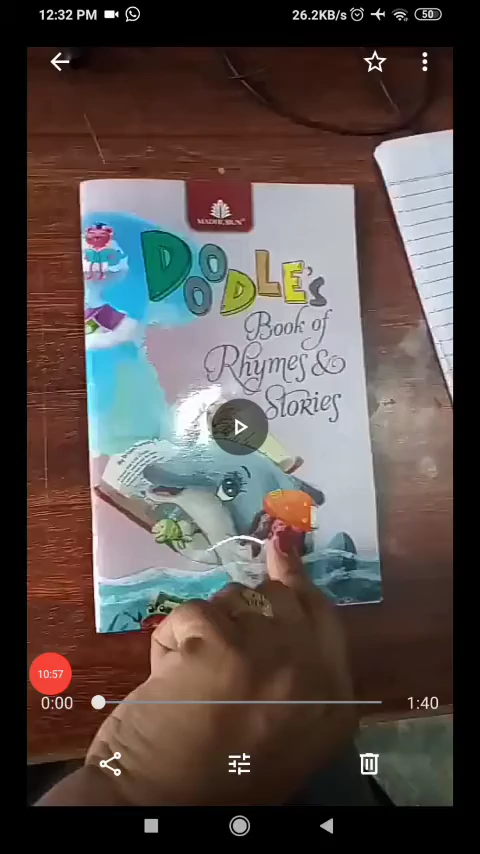 12:32 PM
26.2KB/s
50
MADHUBUN
DOODLE'S
Book of
Rhymes &
Stories
10:57
0:00
1:40